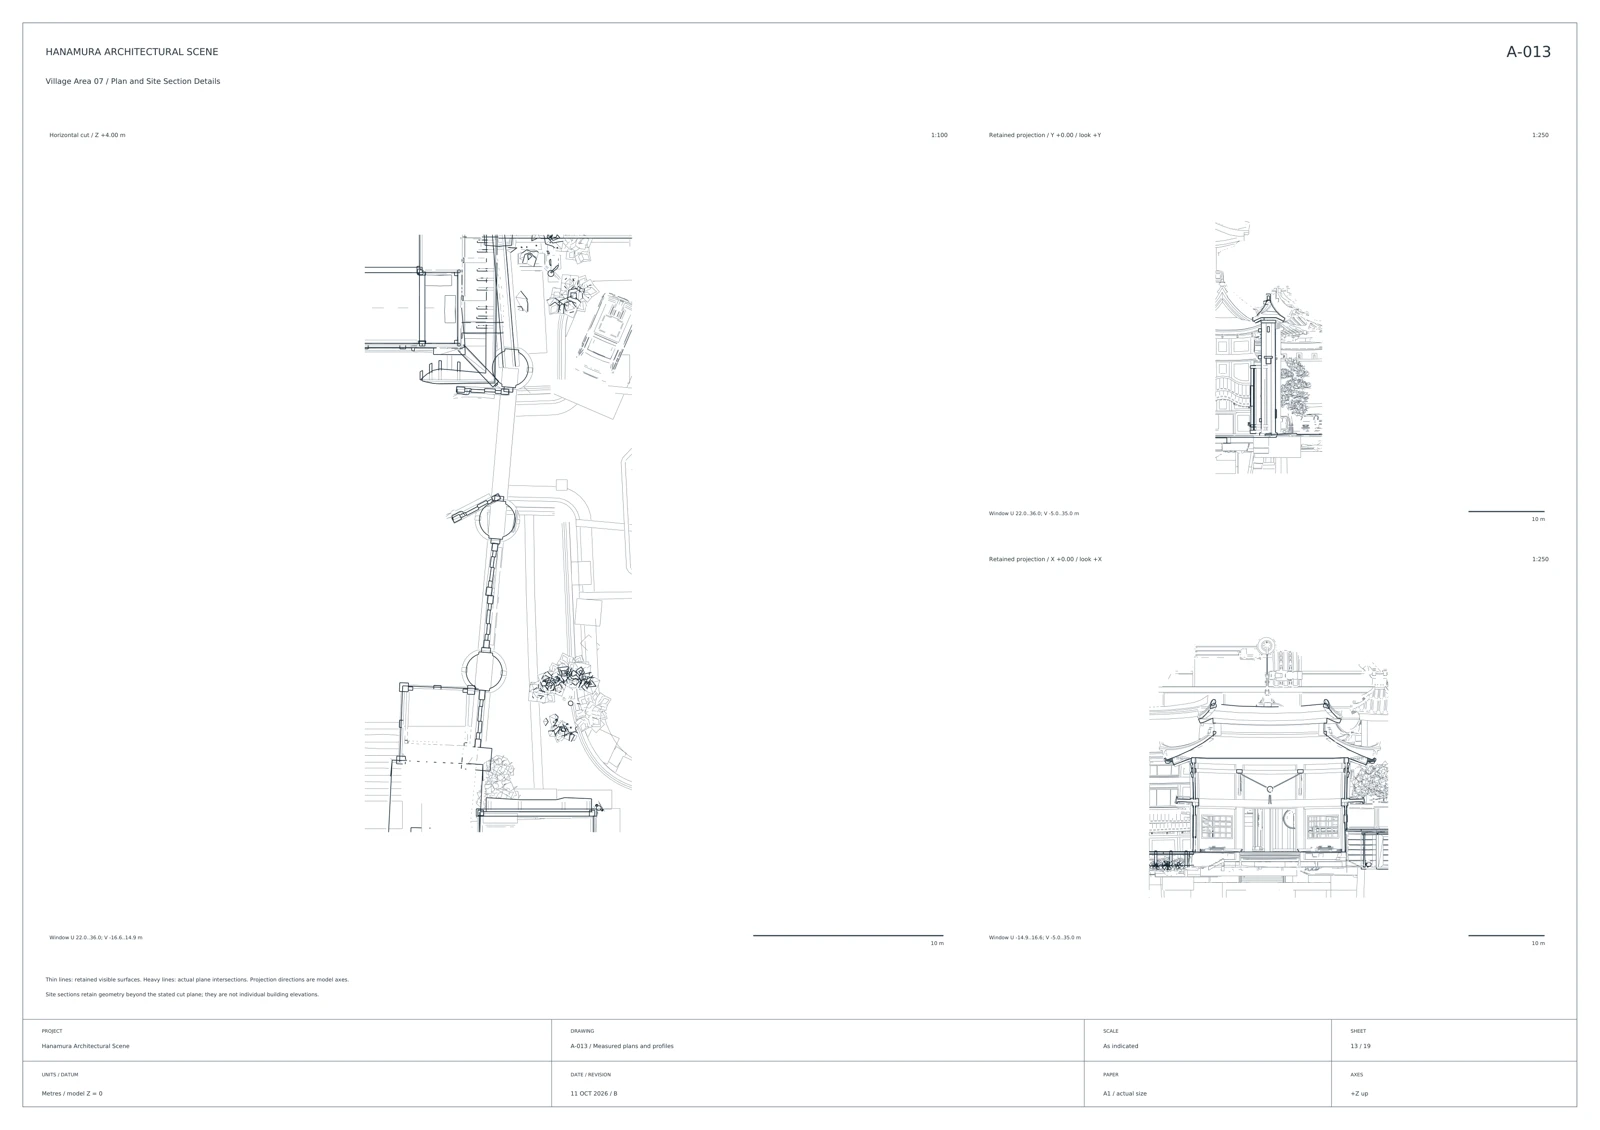 HANAMURA ARCHITECTURAL SCENE
A-013
Village Area 07 / Plan and Site Section Details
Horizontal cut / Z +4.00 m
1:100
Retained projection / Y +0.00 / look +Y
1:250
Window U 22.0..36.0; V -5.0..35.0 m
10 m
Retained projection / X +0.00 / look +X
1:250
Window U 22.0..36.0; V -16.6..14.9 m
10 m
Window U -14.9..16.6; V -5.0..35.0 m
10 m
Thin lines: retained visible surfaces. Heavy lines: actual plane intersections. Projection directions are model axes.
Site sections retain geometry beyond the stated cut plane; they are not individual building elevations.
PROJECT
Hanamura Architectural Scene
DRAWING
A-013 / Measured plans and profiles
SCALE
As indicated
SHEET
13 / 19
UNITS / DATUM
Metres / model Z = 0
DATE / REVISION
11 OCT 2026 / B
PAPER
A1 / actual size
AXES
+Z up